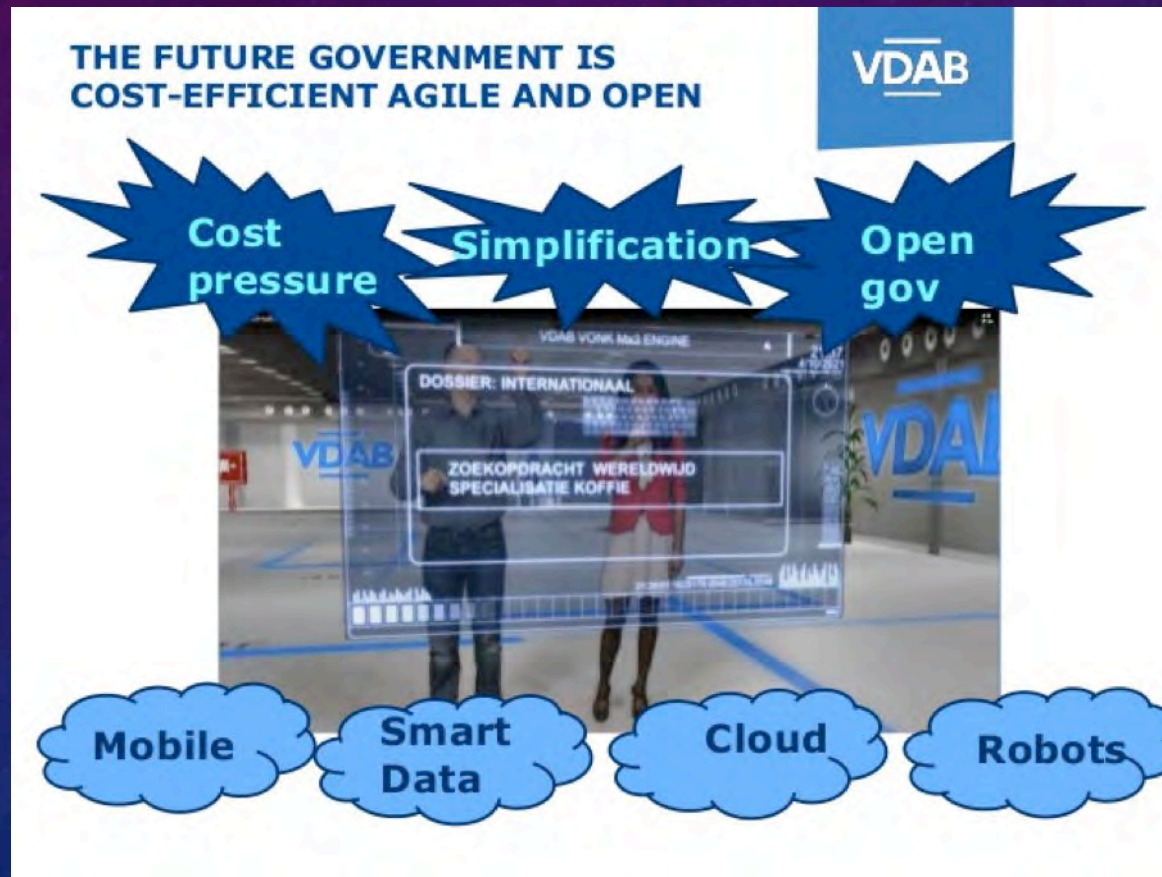 THE FUTURE GOVERNMENT IS
COST-EFFICIENT AGILE AND OPEN
VDAB
Cost
pressure
Simplification
Open
gov
VDAB VONK Ma3 ENGINE
DOSSIER: INTERNATIONAAL
VDAB
VDAB
ZOEKOPDRACHT WERELDWIJD
SPECIALISATIE KOFFIE
Mobile
Smart
Data
Cloud
Robots